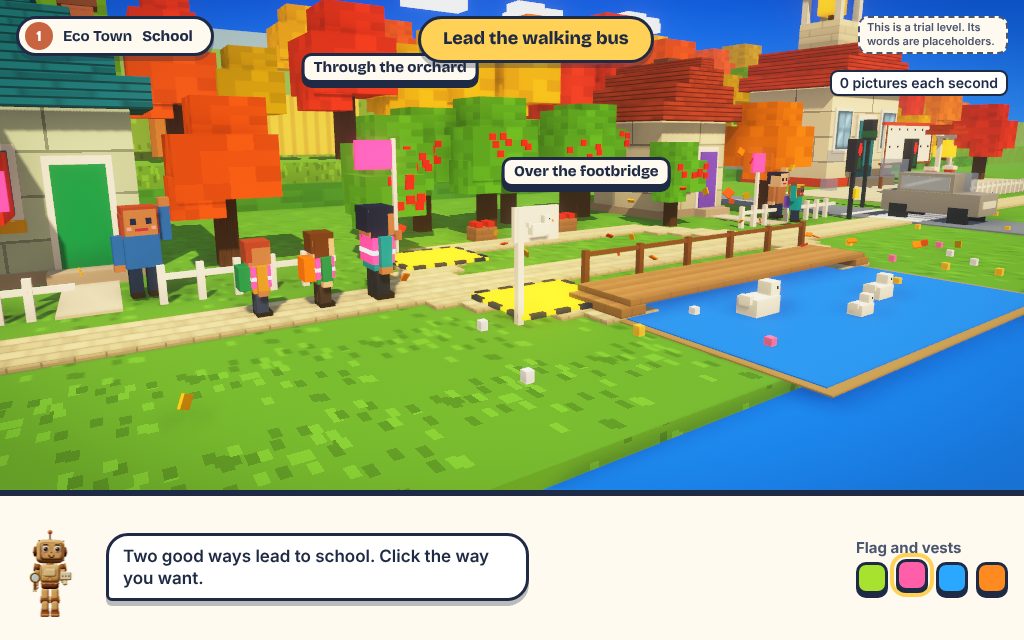 1 Eco Town School
Lead the walking bus
This is a trial level. Its
words are placeholders.
Through the orchard
0 pictures each second
Over the footbridge
Two good ways lead to school. Click the way
you want.
Flag and vests